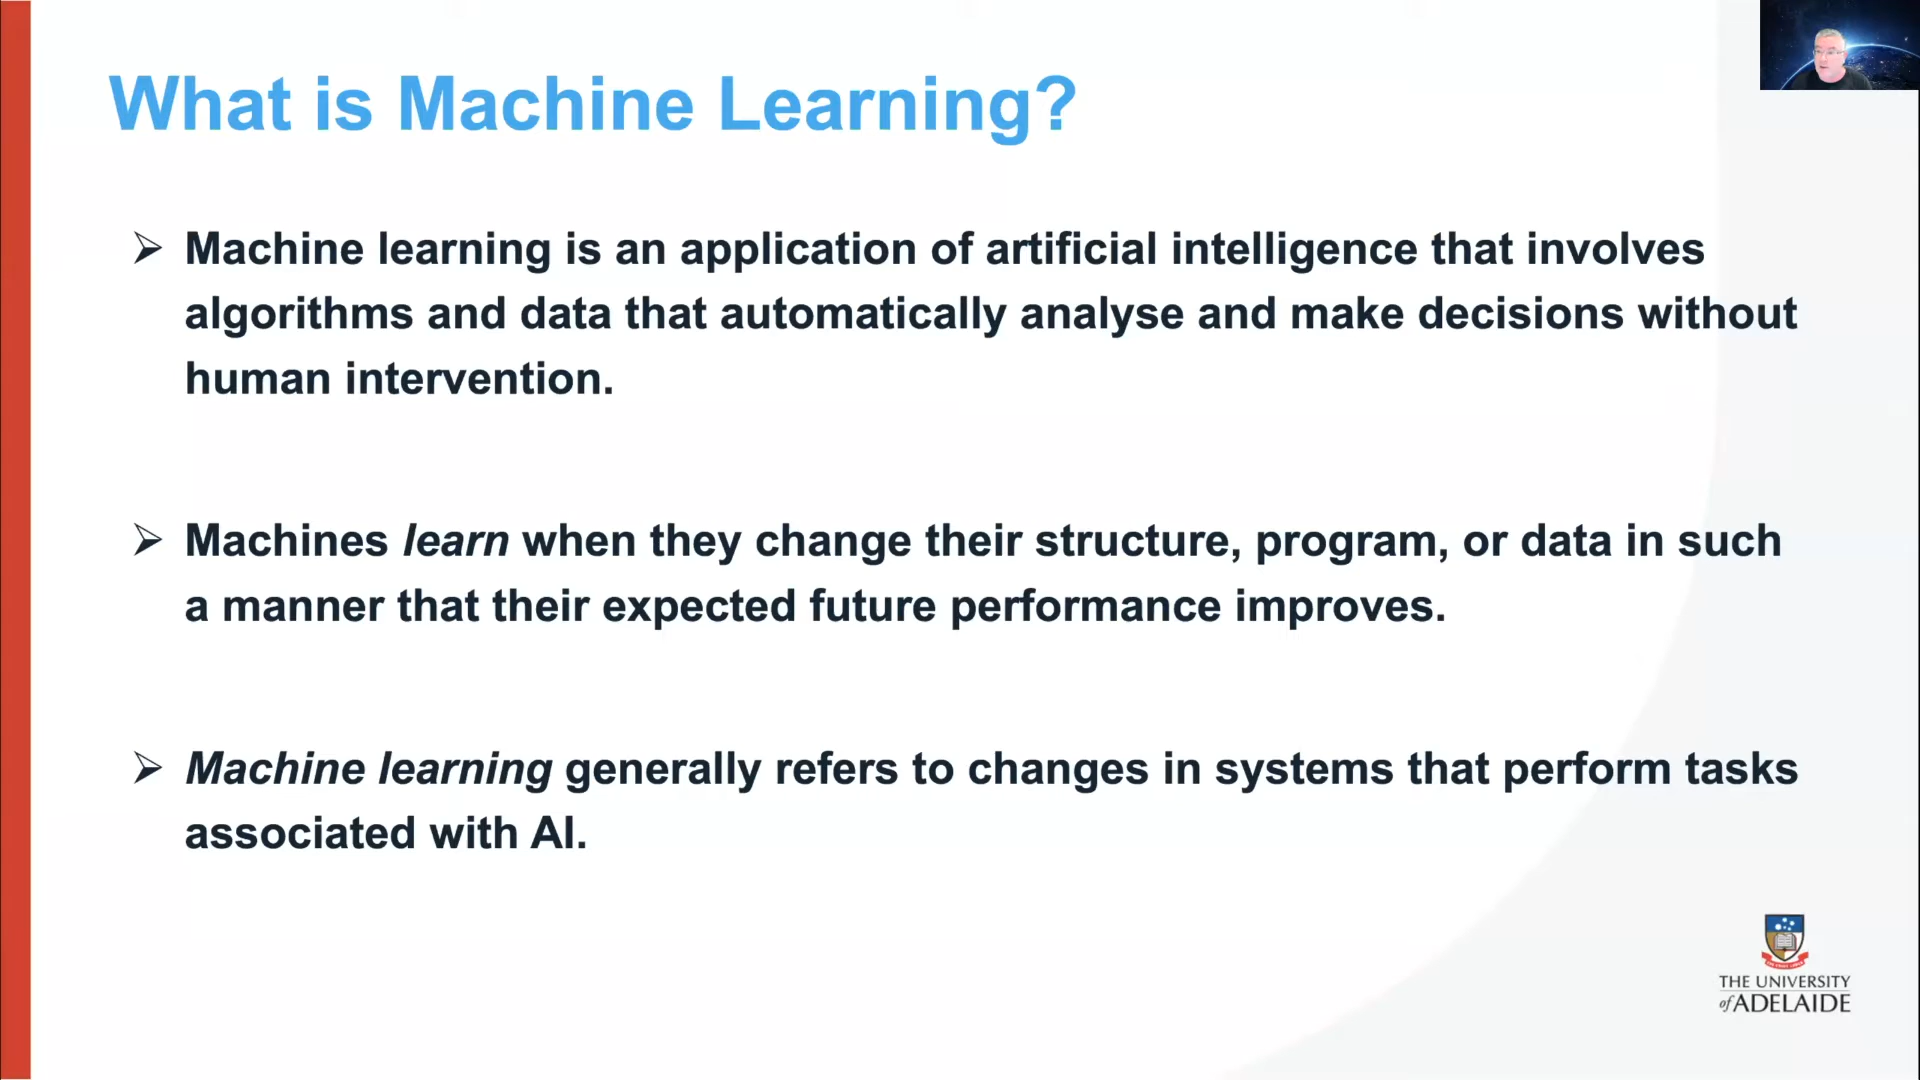 What is Machine Learning?
➢ Machine learning is an application of artificial intelligence that involves
algorithms and data that automatically analyse and make decisions without
human intervention.
➢ Machines learn when they change their structure, program, or data in such
a manner that their expected future performance improves.
➢ Machine learning generally refers to changes in systems that perform tasks
associated with AI.
THE UNIVERSITY
of ADELAIDE